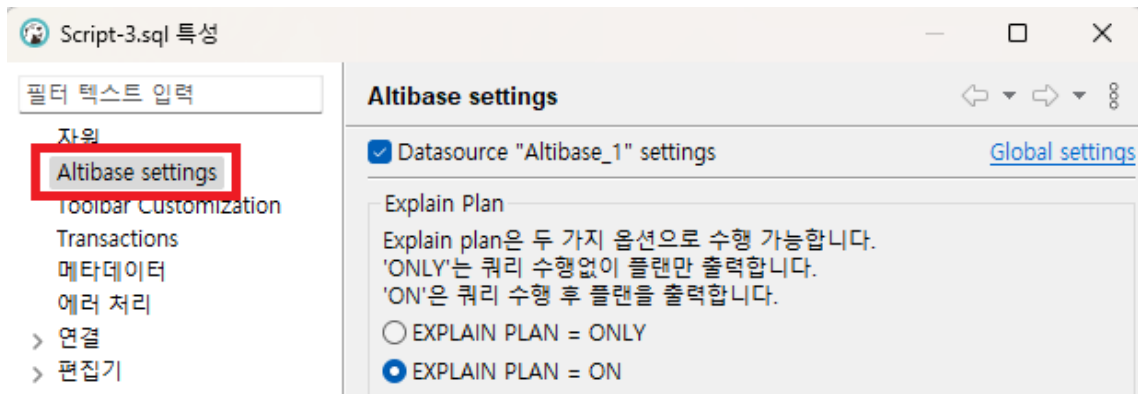 Script-3.sql 특성
필터 텍스트 입력
자원
Altibase settings
Toolbar Customization
Transactions
메타데이터
에러 처리
연결
편집기
Altibase settings
Datasource "Altibase_1" settings
Global settings
Explain Plan
Explain plan은 두 가지 옵션으로 수행 가능합니다.
'ONLY'는 쿼리 수행없이 플랜만 출력합니다.
'ON'은 쿼리 수행 후 플랜을 출력합니다.
EXPLAIN PLAN = ONLY
EXPLAIN PLAN = ON